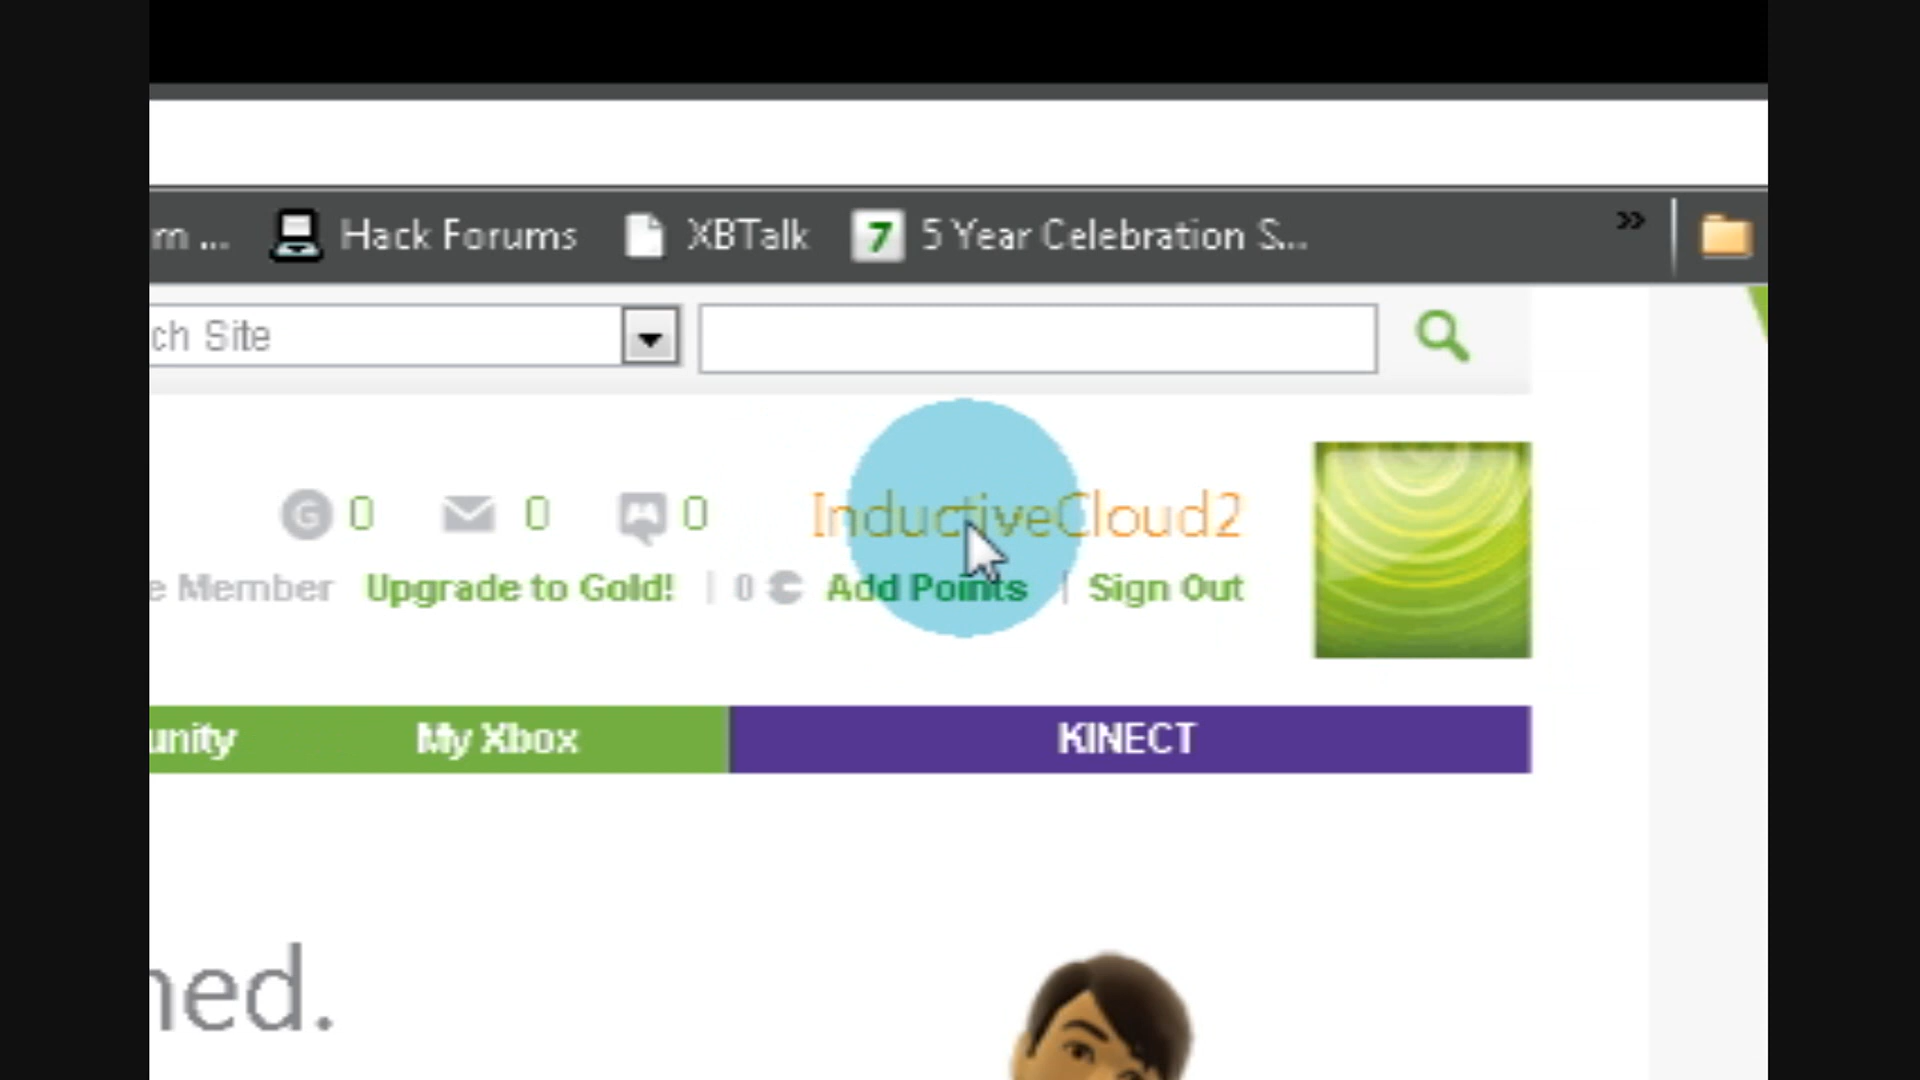 m ... Hack Forums XBTalk 7 5 Year Celebration S...
ch Site
G 0 0 0 InductiveCloud2
e Member Upgrade to Gold! | 0 Add Points | Sign Out
unity My Xbox KINECT
ned.